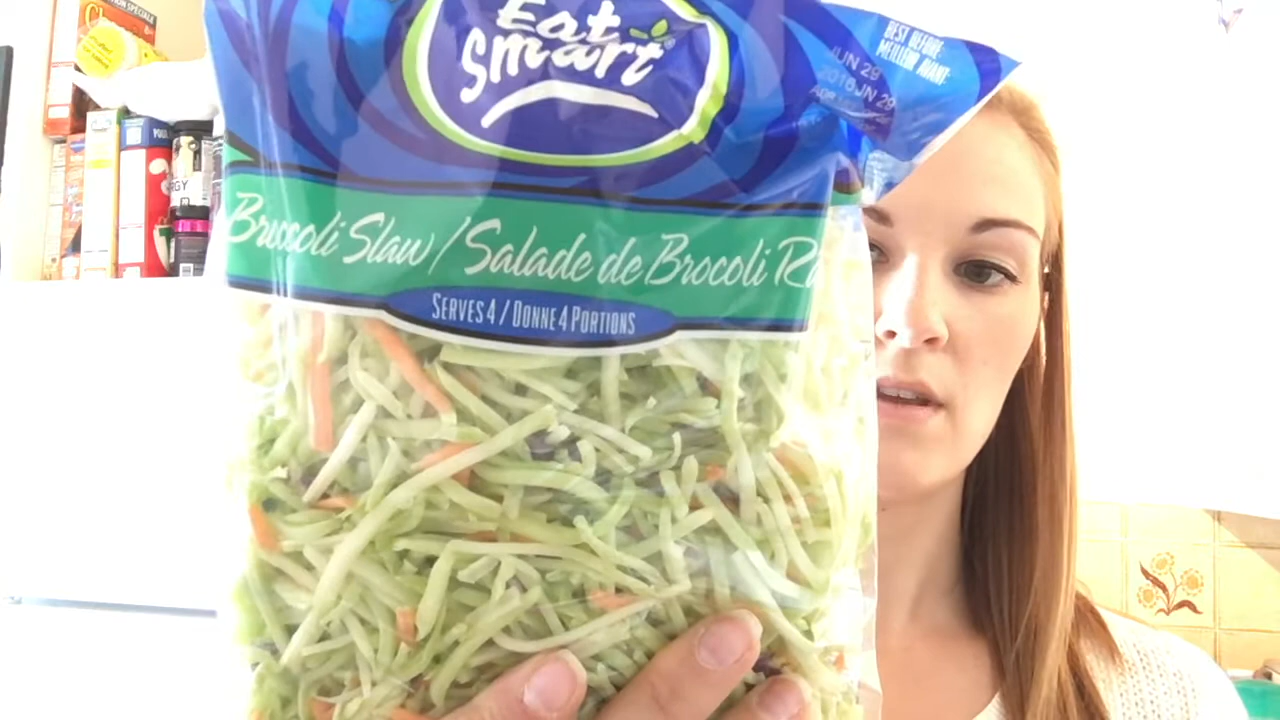 Eat
Smart®
BEST BEFORE-
MEILLEUR AVANT-
JUN 29
2016 JN 29
Broccoli Slaw / Salade de Brocoli
SERVES 4 / DONNE 4 PORTIONS